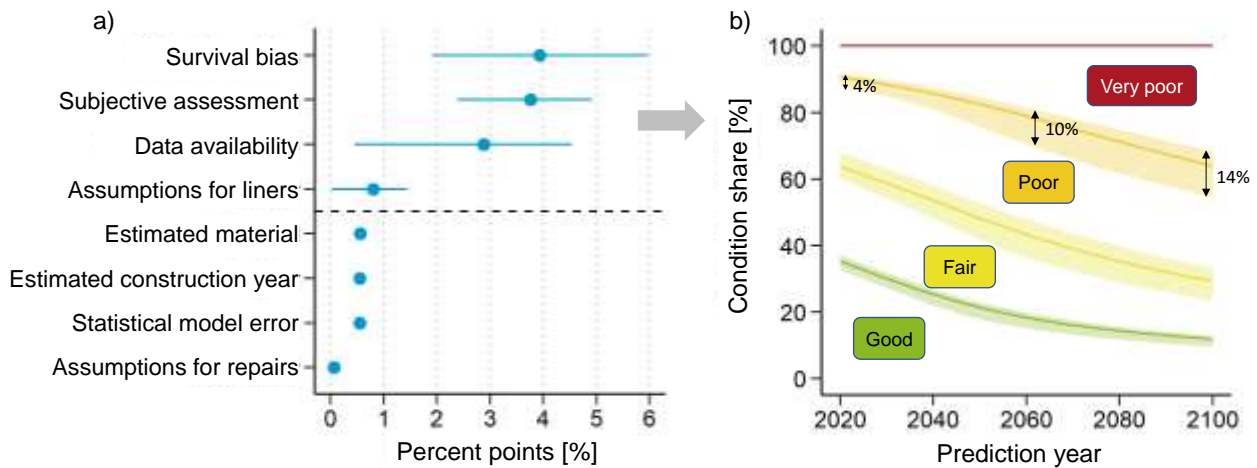 a)
Survival bias
Subjective assessment
Data availability
Assumptions for liners
Estimated material
Estimated construction year
Statistical model error
Assumptions for repairs
0 1 2 3 4 5 6
Percent points [%]
b)
Condition share [%]
100
80
60
40
20
0
Very poor
4%
10%
14%
Poor
Fair
Good
2020 2040 2060 2080 2100
Prediction year